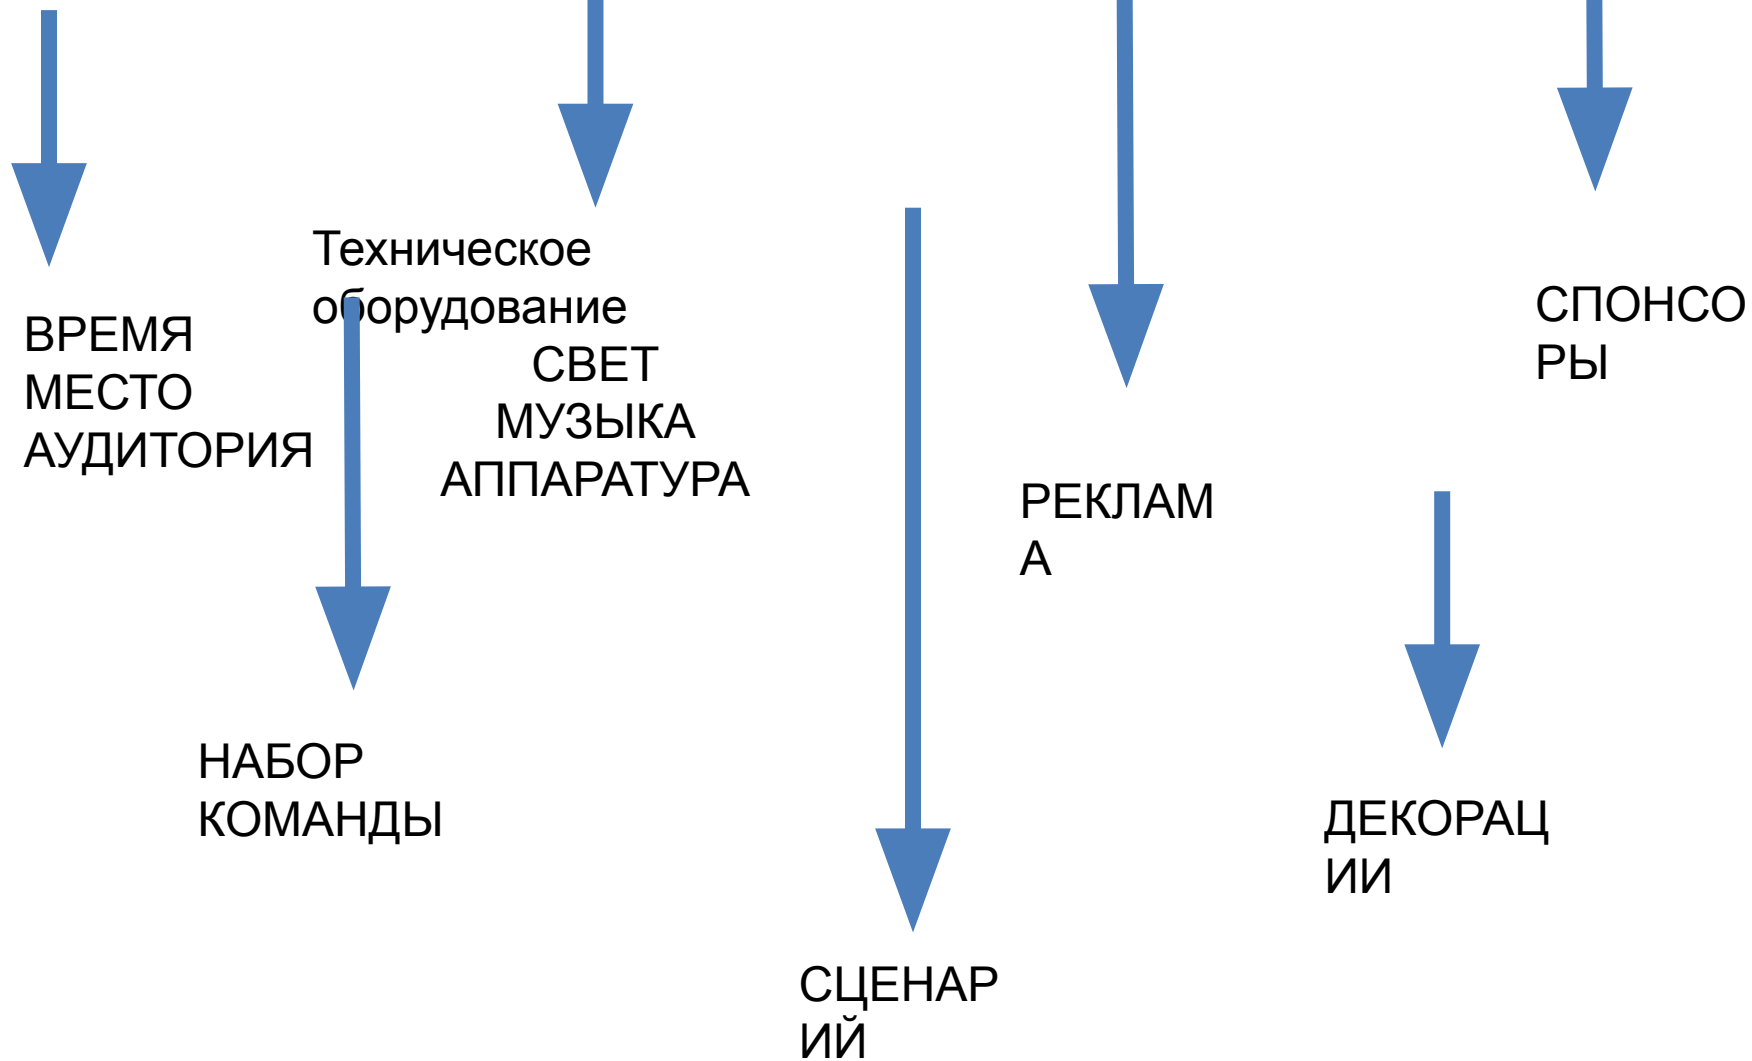 ВРЕМЯ
МЕСТО
АУДИТОРИЯ
Техническое
оборудование
СВЕТ
МУЗЫКА
АППАРАТУРА
НАБОР
КОМАНДЫ
СЦЕНАР
ИЙ
РЕКЛАМ
А
СПОНСО
РЫ
ДЕКОРАЦ
ИИ